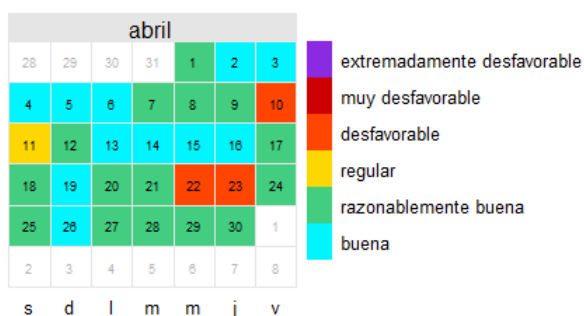 abril
28 29 30 31 1 2 3
4 5 6 7 8 9 10
11 12 13 14 15 16 17
18 19 20 21 22 23 24
25 26 27 28 29 30 1
2 3 4 5 6 7 8
s d l m m j v
extremadamente desfavorable
muy desfavorable
desfavorable
regular
razonablemente buena
buena